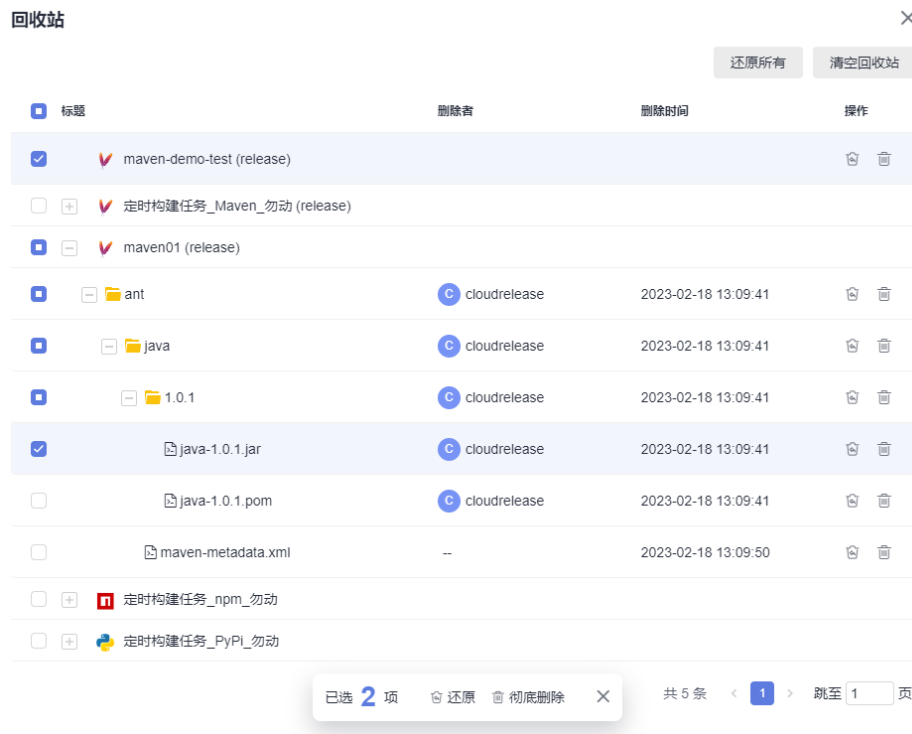 回收站
还原所有 清空回收站
标题 删除者 删除时间 操作
maven-demo-test (release)
定时构建任务_Maven_勿动 (release)
maven01 (release)
ant C cloudrelease 2023-02-18 13:09:41
java C cloudrelease 2023-02-18 13:09:41
1.0.1 C cloudrelease 2023-02-18 13:09:41
java-1.0.1.jar C cloudrelease 2023-02-18 13:09:41
java-1.0.1.pom C cloudrelease 2023-02-18 13:09:41
maven-metadata.xml -- 2023-02-18 13:09:50
定时构建任务_npm_勿动
定时构建任务_PyPi_勿动
已选 2 项 还原 彻底删除 共 5 条 1 跳至 1 页